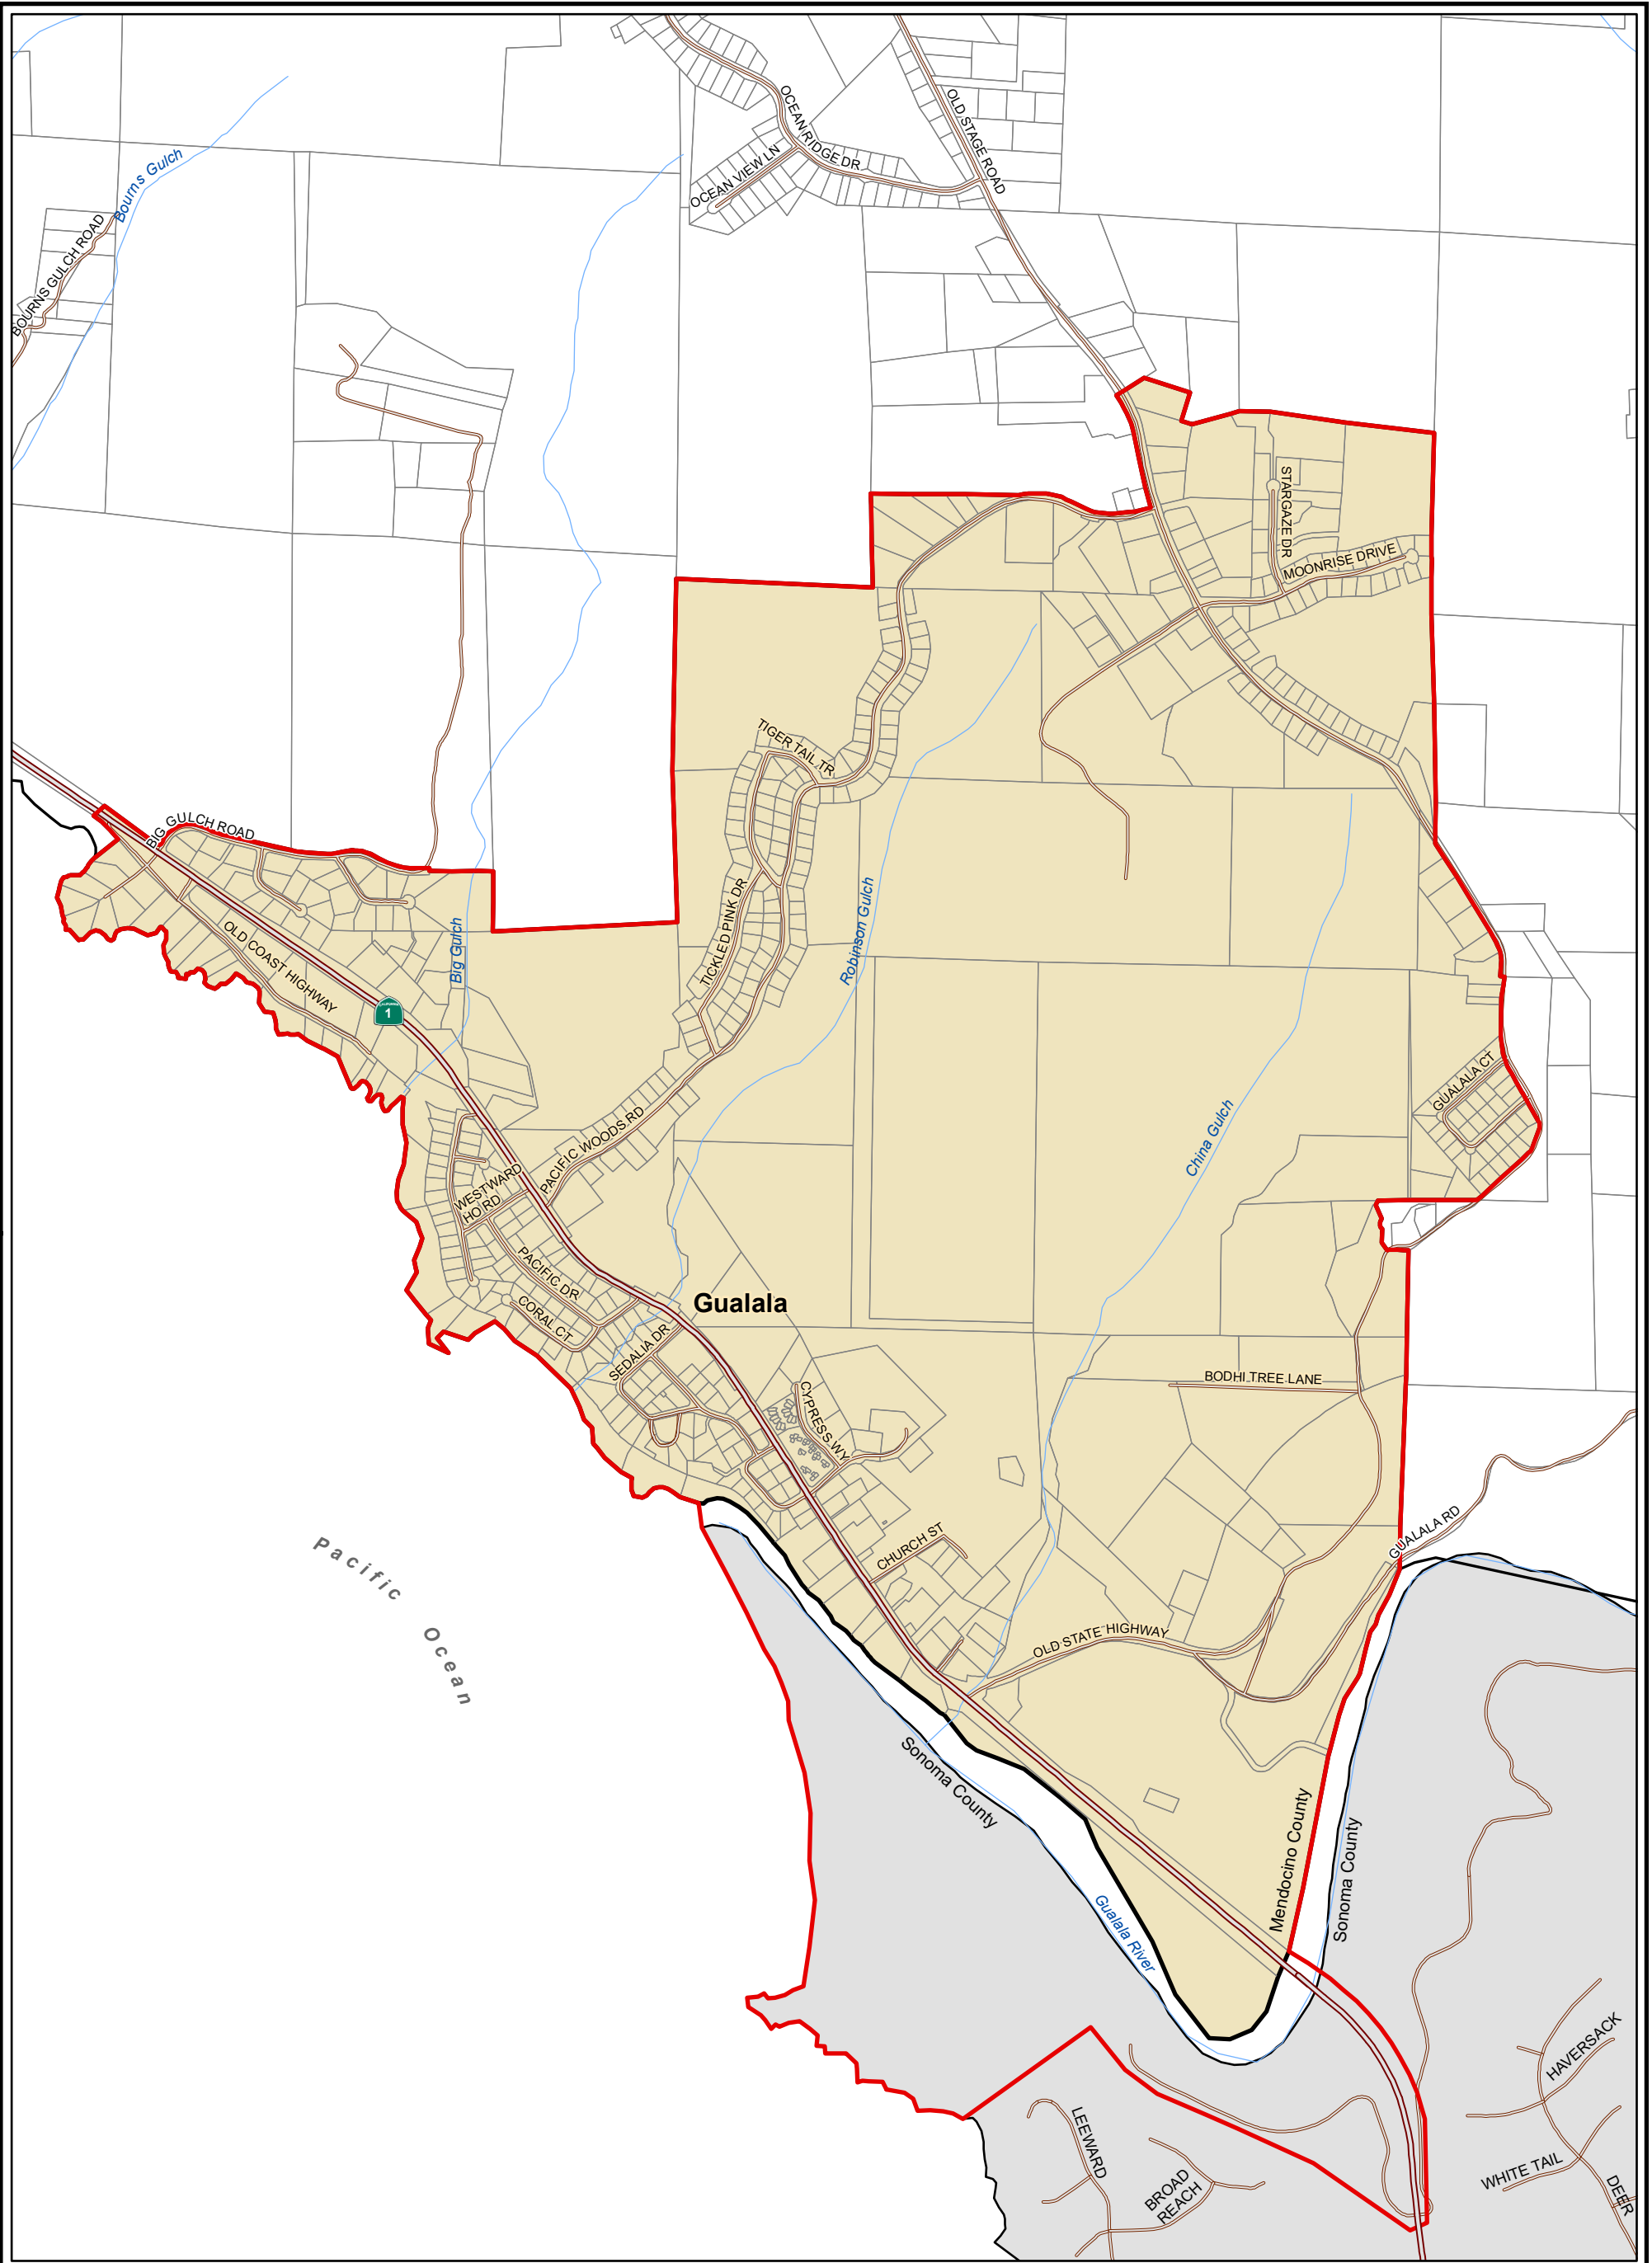 OCEAN RIDGE DR
OLD STAGE ROAD
OCEAN VIEW LN
Bourns Gulch
BOURNS GULCH ROAD
STARGAZE DR
MOONRISE DRIVE
TIGER TAIL TR
BIG GULCH ROAD
TICKLED PINK DR
Robinson Gulch
Big Gulch
OLD COAST HIGHWAY
CALIFORNIA
1
GUALALA CT
China Gulch
PACIFIC WOODS RD
WESTWARD
HO RD
PACIFIC DR
CORAL CT
Gualala
SEDALIA DR
BODHI TREE LANE
CYPRESS WY
GUALALA RD
CHURCH ST
Pacific
Ocean
OLD STATE HIGHWAY
Sonoma County
Mendocino County
Sonoma County
Gualala River
HAVERSACK
LEEWARD
BROAD
REACH
WHITE TAIL
DEER